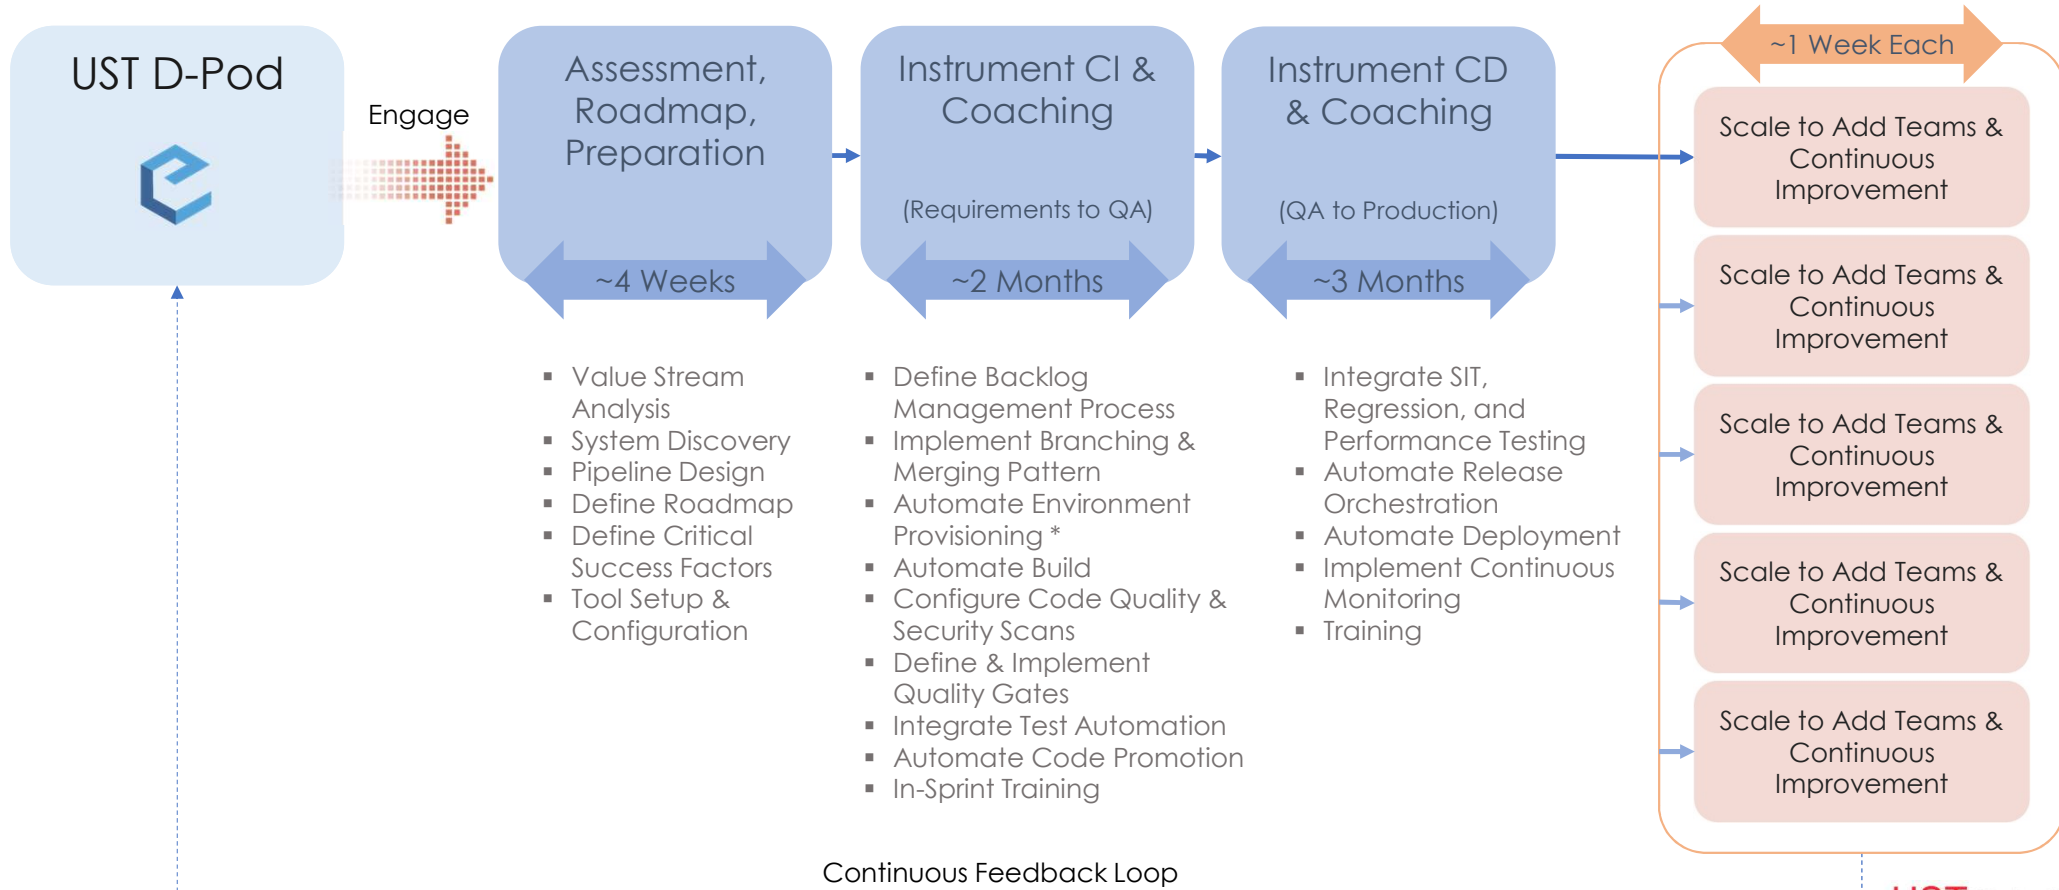 UST D-Pod
Engage
Assessment,
Roadmap,
Preparation
~4 Weeks
▪ Value Stream
Analysis
▪ System Discovery
▪ Pipeline Design
▪ Define Roadmap
▪ Define Critical
Success Factors
▪ Tool Setup &
Configuration
Instrument CI &
Coaching
(Requirements to QA)
~2 Months
▪ Define Backlog
Management Process
▪ Implement Branching &
Merging Pattern
▪ Automate Environment
Provisioning *
▪ Automate Build
▪ Configure Code Quality &
Security Scans
▪ Define & Implement
Quality Gates
▪ Integrate Test Automation
▪ Automate Code Promotion
▪ In-Sprint Training
Instrument CD
& Coaching
(QA to Production)
~3 Months
▪ Integrate SIT,
Regression, and
Performance Testing
▪ Automate Release
Orchestration
▪ Automate Deployment
▪ Implement Continuous
Monitoring
▪ Training
~1 Week Each
Scale to Add Teams &
Continuous
Improvement
Scale to Add Teams &
Continuous
Improvement
Scale to Add Teams &
Continuous
Improvement
Scale to Add Teams &
Continuous
Improvement
Scale to Add Teams &
Continuous
Improvement
Continuous Feedback Loop
UST